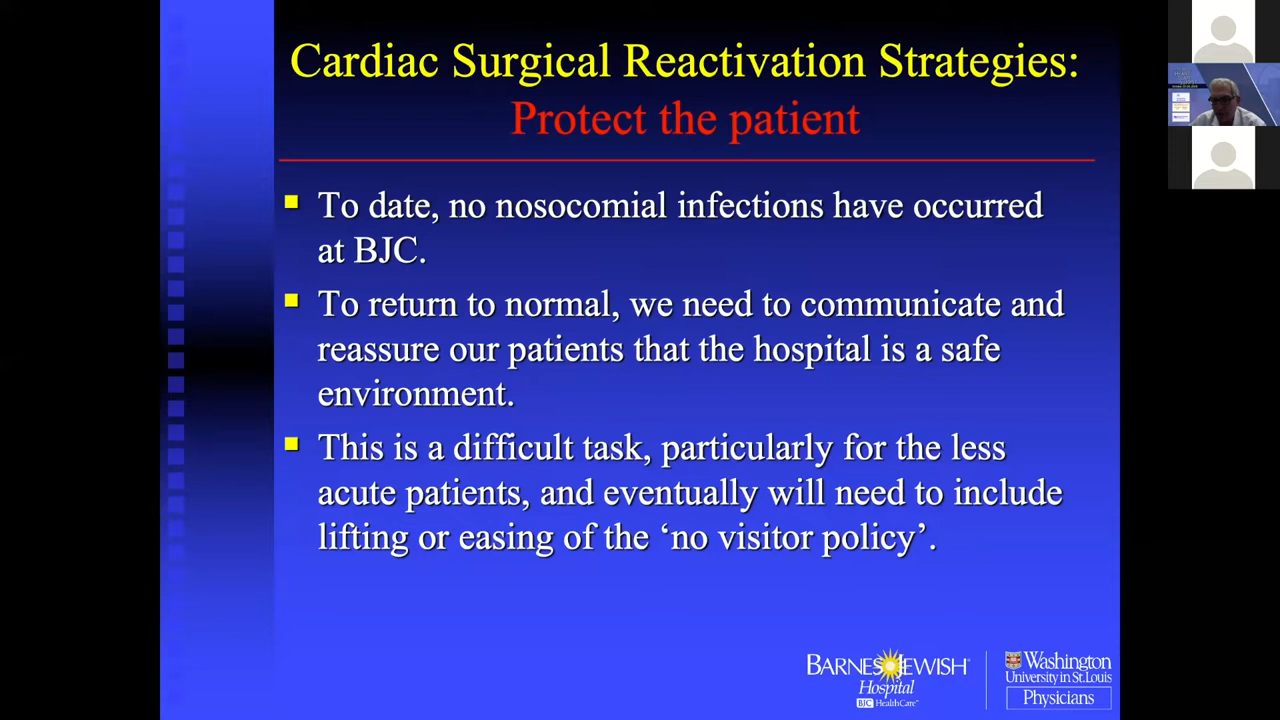 Cardiac Surgical Reactivation Strategies:
Protect the patient
To date, no nosocomial infections have occurred
at BJC.
To return to normal, we need to communicate and
reassure our patients that the hospital is a safe
environment.
This is a difficult task, particularly for the less
acute patients, and eventually will need to include
lifting or easing of the ‘no visitor policy’.
BARNES JEWISH®
Hospital
BJC HealthCare™
Washington
University in St. Louis
Physicians